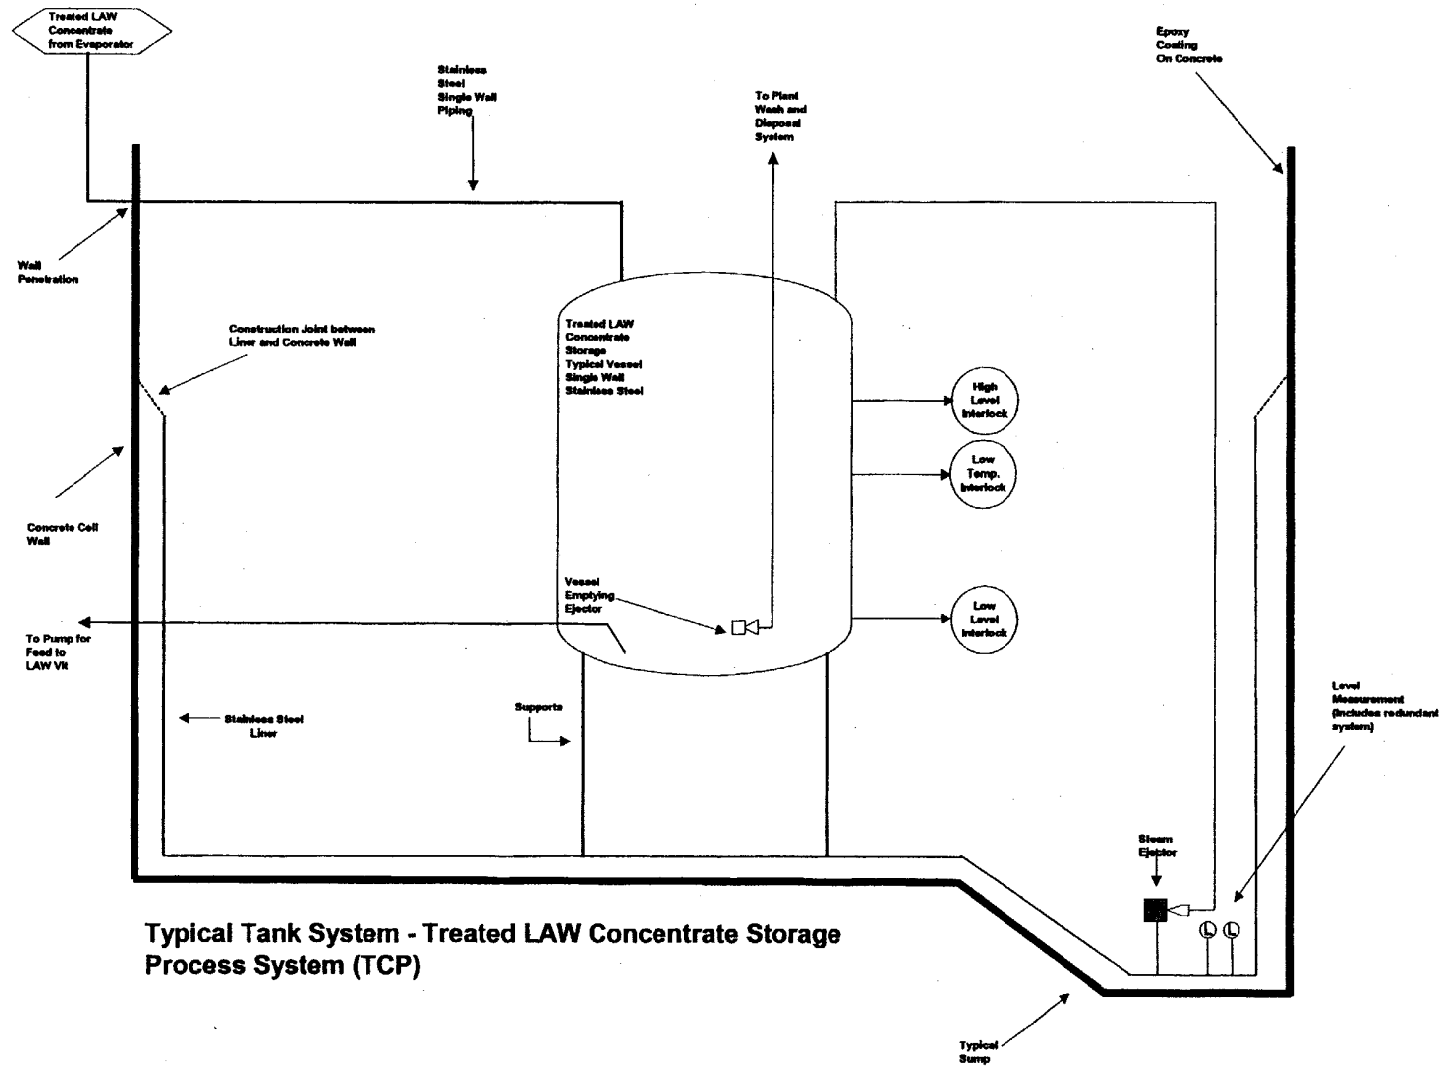 Treated LAW
Concentrate
from Evaporator
Stainless
Steel
Single Wall
Piping
To Plant
Wash and
Disposal
System
Epoxy
Coating
On Concrete
Wall
Penetration
Construction Joint between
Liner and Concrete Wall
Treated LAW
Concentrate
Storage
Typical Vessel
Single Wall
Stainless Steel
High
Level
Interlock
Low
Temp.
Interlock
Concrete Cell
Wall
Vessel
Emptying
Ejector
Low
Level
Interlock
To Pump for
Feed to
LAW Vit
Stainless Steel
Liner
Supports
Level
Measurement
(Includes redundant
system)
Steam
Ejector
L
L
Typical Tank System - Treated LAW Concentrate Storage
Process System (TCP)
Typical
Sump